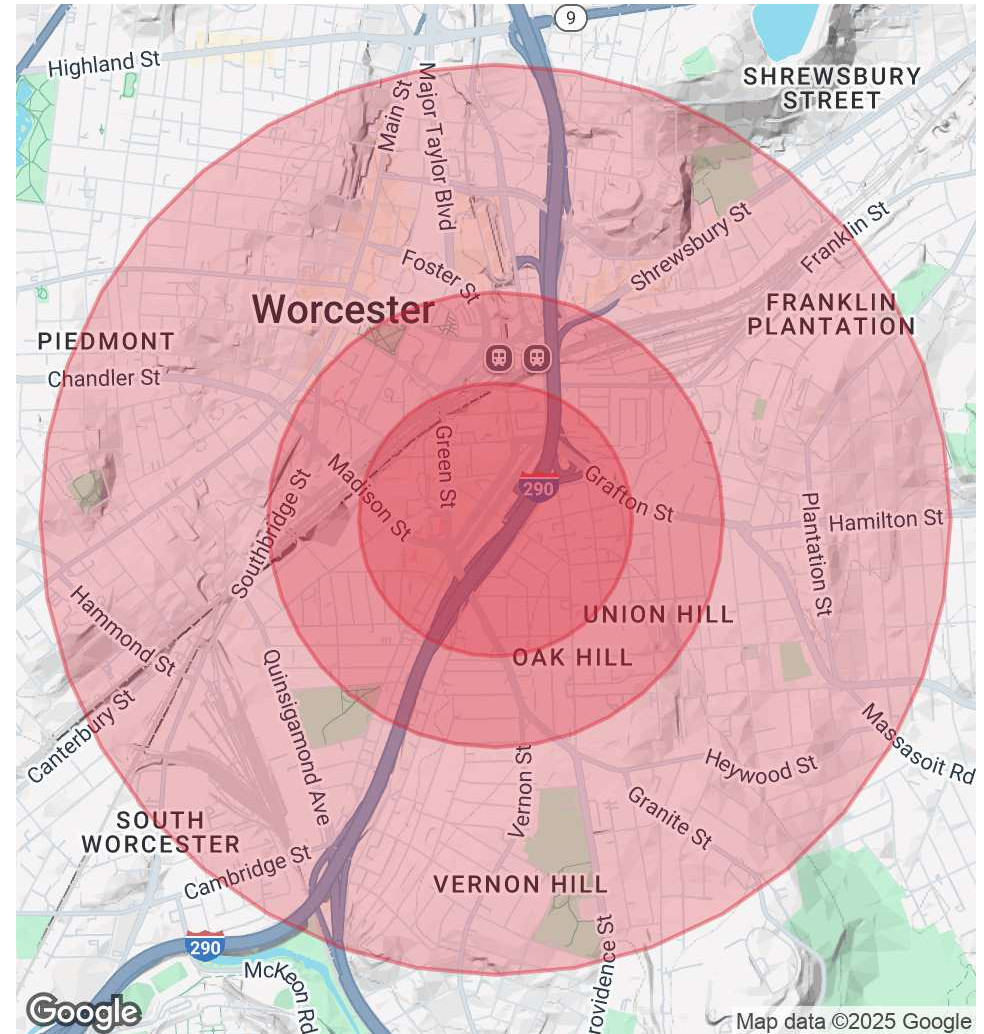 9
Highland St
SHREWSBURY
STREET
Main St
Major Taylor Blvd
Foster St
Shrewsbury St
Franklin St
Worcester
FRANKLIN
PLANTATION
PIEDMONT
Chandler St
Green St
Madison St
290
Grafton St
Southbridge St
Plantation St
Hamilton St
Hammond St
UNION HILL
OAK HILL
Quinsigamond Ave
Canterbury St
Massasoit Rd
Vernon St
Heywood St
Granite St
SOUTH
WORCESTER
Cambridge St
VERNON HILL
290
McKeon Rd
rovidence St
Google
Map data ©2025 Google